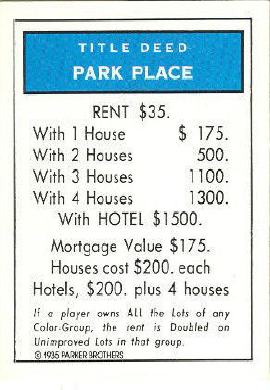 TITLE DEED
PARK PLACE
RENT $35.
With 1 House $ 175.
With 2 Houses 500.
With 3 Houses 1100.
With 4 Houses 1300.
With HOTEL $1500.
Mortgage Value $175.
Houses cost $200. each
Hotels, $200. plus 4 houses
If a player owns ALL the Lots of any
Color-Group, the rent is Doubled on
Unimproved Lots in that group.
© 1935 PARKER BROTHERS